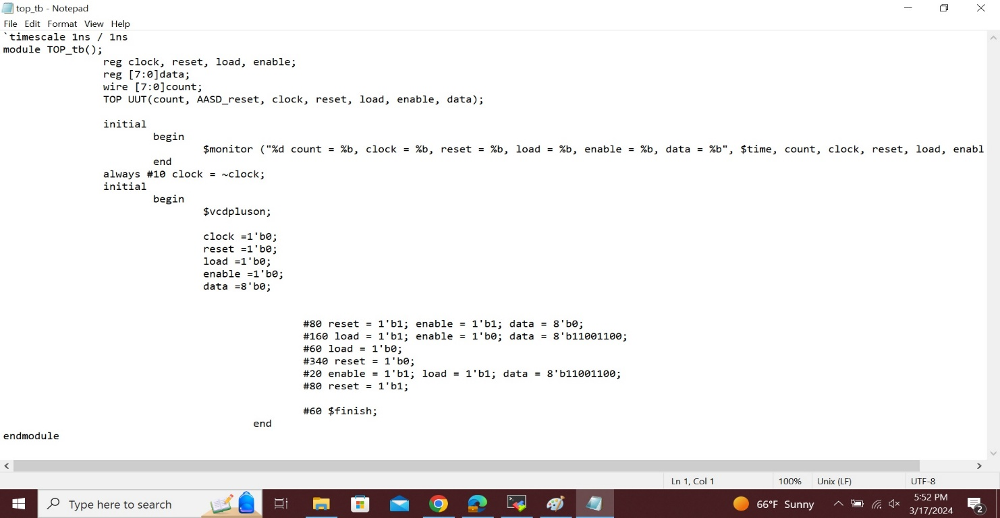 top_tb - Notepad
File Edit Format View Help
`timescale 1ns / 1ns
module TOP_tb();
reg clock, reset, load, enable;
reg [7:0]data;
wire [7:0]count;
TOP UUT(count, AASD_reset, clock, reset, load, enable, data);
initial
begin
$monitor ("%d count = %b, clock = %b, reset = %b, load = %b, enable = %b, data = %b", $time, count, clock, reset, load, enabl
end
always #10 clock = ~clock;
initial
begin
$vcdpluson;
clock =1'b0;
reset =1'b0;
load =1'b0;
enable =1'b0;
data =8'b0;
#80 reset = 1'b1; enable = 1'b1; data = 8'b0;
#160 load = 1'b1; enable = 1'b0; data = 8'b11001100;
#60 load = 1'b0;
#340 reset = 1'b0;
#20 enable = 1'b1; load = 1'b1; data = 8'b11001100;
#80 reset = 1'b1;
#60 $finish;
end
endmodule
Ln 1, Col 1 100% Unix (LF) UTF-8
Type here to search
66°F Sunny
5:52 PM
3/17/2024
2